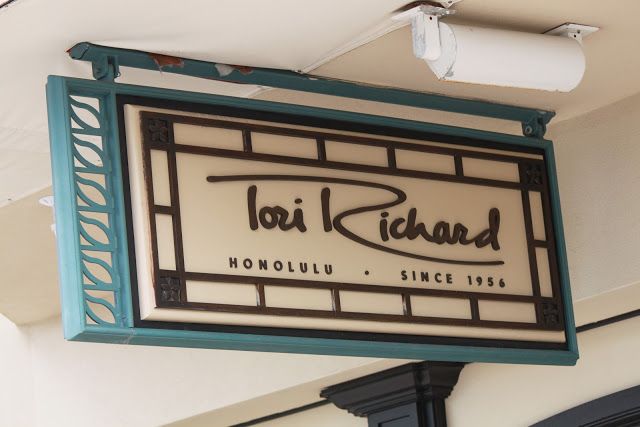 Tori Richard
HONOLULU • SINCE 1956